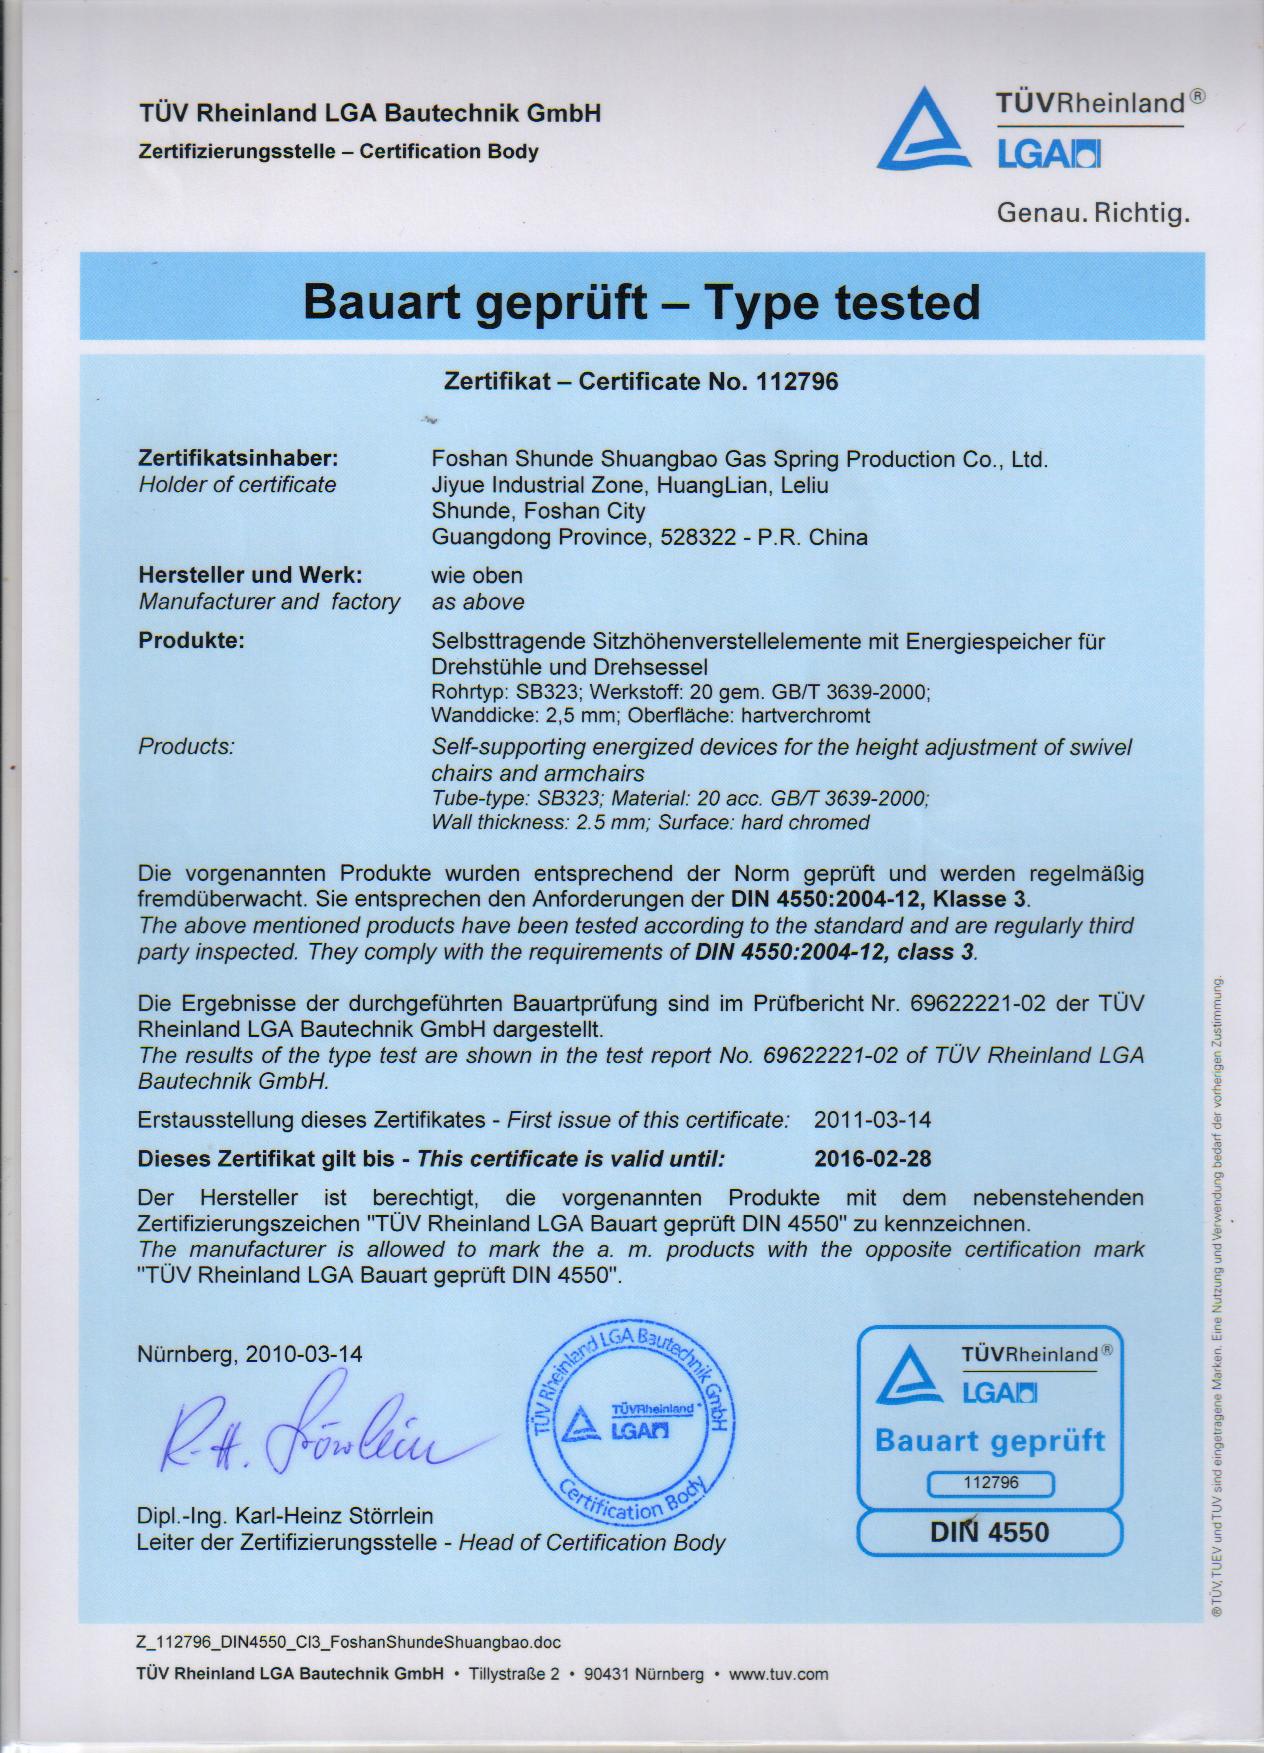 TÜV Rheinland LGA Bautechnik GmbH
Zertifizierungsstelle – Certification Body
TÜVRheinland®
LGA
Genau. Richtig.
Bauart geprüft – Type tested
Zertifikat – Certificate No. 112796
Zertifikatsinhaber: Foshan Shunde Shuangbao Gas Spring Production Co., Ltd.
Holder of certificate Jiyue Industrial Zone, HuangLian, Leliu
Shunde, Foshan City
Guangdong Province, 528322 - P.R. China
Hersteller und Werk: wie oben
Manufacturer and factory as above
Produkte: Selbsttragende Sitzhöhenverstellelemente mit Energiespeicher für
Drehstühle und Drehsessel
Rohrtyp: SB323; Werkstoff: 20 gem. GB/T 3639-2000;
Wanddicke: 2,5 mm; Oberfläche: hartverchromt
Products: Self-supporting energized devices for the height adjustment of swivel
chairs and armchairs
Tube-type: SB323; Material: 20 acc. GB/T 3639-2000;
Wall thickness: 2.5 mm; Surface: hard chromed
Die vorgenannten Produkte wurden entsprechend der Norm geprüft und werden regelmäßig
fremdüberwacht. Sie entsprechen den Anforderungen der DIN 4550:2004-12, Klasse 3.
The above mentioned products have been tested according to the standard and are regularly third
party inspected. They comply with the requirements of DIN 4550:2004-12, class 3.
Die Ergebnisse der durchgeführten Bauartprüfung sind im Prüfbericht Nr. 69622221-02 der TÜV
Rheinland LGA Bautechnik GmbH dargestellt.
The results of the type test are shown in the test report No. 69622221-02 of TÜV Rheinland LGA
Bautechnik GmbH.
Erstausstellung dieses Zertifikates - First issue of this certificate: 2011-03-14
Dieses Zertifikat gilt bis - This certificate is valid until: 2016-02-28
Der Hersteller ist berechtigt, die vorgenannten Produkte mit dem nebenstehenden
Zertifizierungszeichen "TÜV Rheinland LGA Bauart geprüft DIN 4550" zu kennzeichnen.
The manufacturer is allowed to mark the a. m. products with the opposite certification mark
"TÜV Rheinland LGA Bauart geprüft DIN 4550".
Nürnberg, 2010-03-14
R.-H. Störrlein
Dipl.-Ing. Karl-Heinz Störrlein
Leiter der Zertifizierungsstelle - Head of Certification Body
TÜV Rheinland LGA Bautechnik GmbH
TÜVRheinland®
LGA
Certification Body
TÜVRheinland®
LGA
Bauart geprüft
112796
DIN 4550
® TÜV, TUEV und TUV sind eingetragene Marken. Eine Nutzung und Verwendung bedarf der vorherigen Zustimmung.
Z_112796_DIN4550_Cl3_FoshanShundeShuangbao.doc
TÜV Rheinland LGA Bautechnik GmbH • Tillystraße 2 • 90431 Nürnberg • www.tuv.com